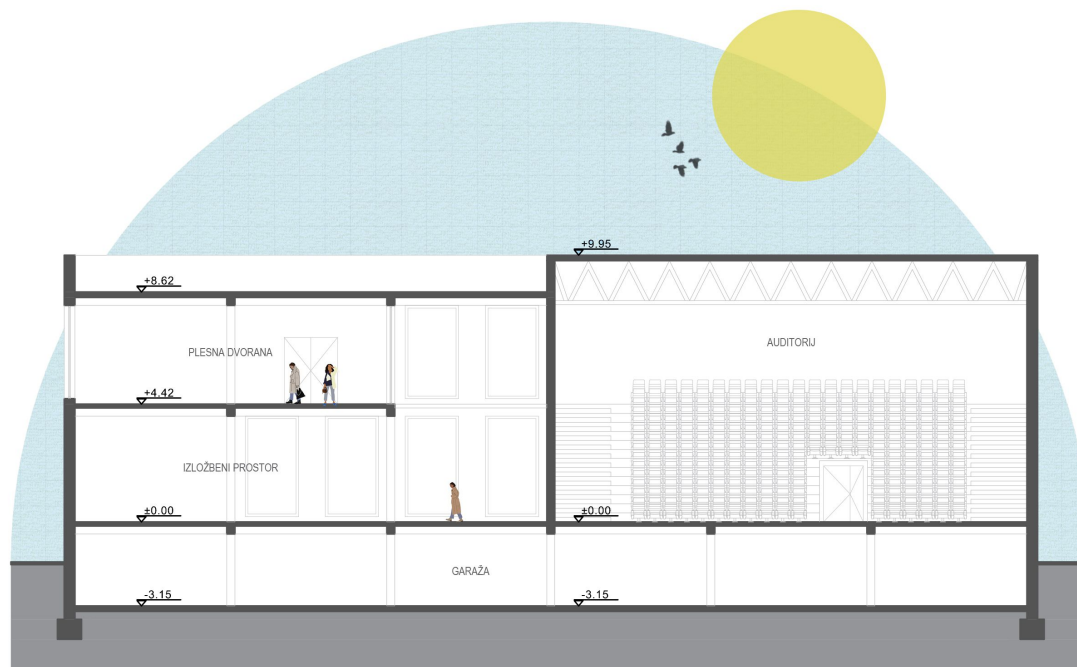 +9.95
+8.62
PLESNA DVORANA
AUDITORIJ
+4.42
IZLOŽBENI PROSTOR
±0.00
±0.00
GARAŽA
-3.15
-3.15